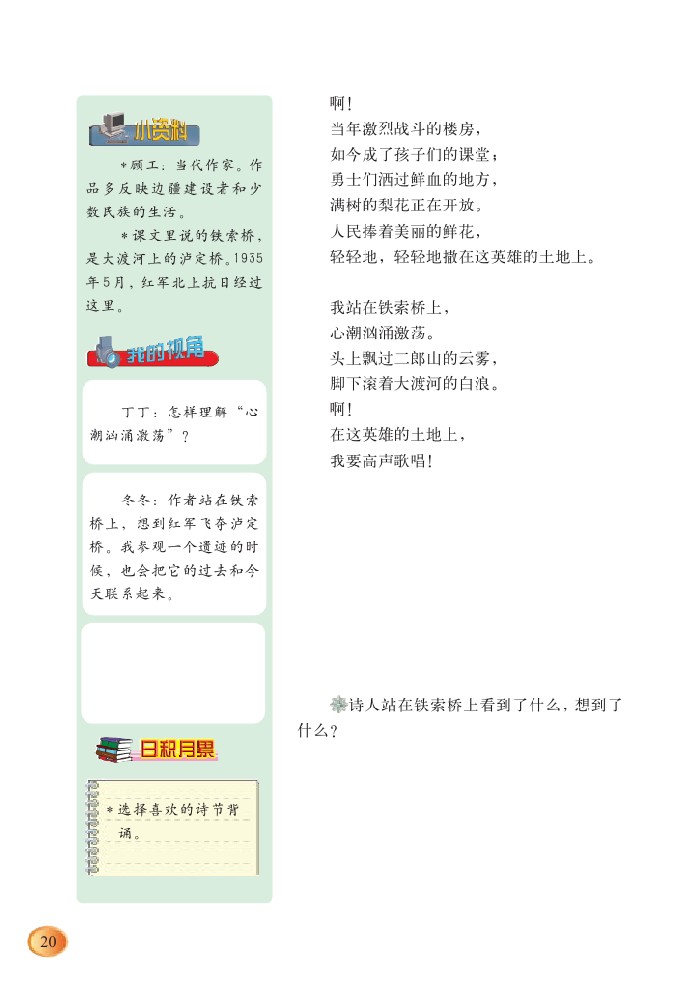 小资料
*顾工：当代作家。作
品多反映边疆建设者和少
数民族的生活。
*课文里说的铁索桥，
是大渡河上的泸定桥。1935
年5月，红军北上抗日经过
这里。
我的视角
丁丁：怎样理解“心
潮汹涌激荡”？
冬冬：作者站在铁索
桥上，想到红军飞夺泸定
桥。我参观一个遗迹的时
候，也会把它的过去和今
天联系起来。
日积月累
*选择喜欢的诗节背
诵。
啊！
当年激烈战斗的楼房，
如今成了孩子们的课堂；
勇士们洒过鲜血的地方，
满树的梨花正在开放。
人民捧着美丽的鲜花，
轻轻地，轻轻地撒在这英雄的土地上。
我站在铁索桥上，
心潮汹涌激荡。
头上飘过二郎山的云雾，
脚下滚着大渡河的白浪。
啊！
在这英雄的土地上，
我要高声歌唱！
诗人站在铁索桥上看到了什么，想到了
什么？
20